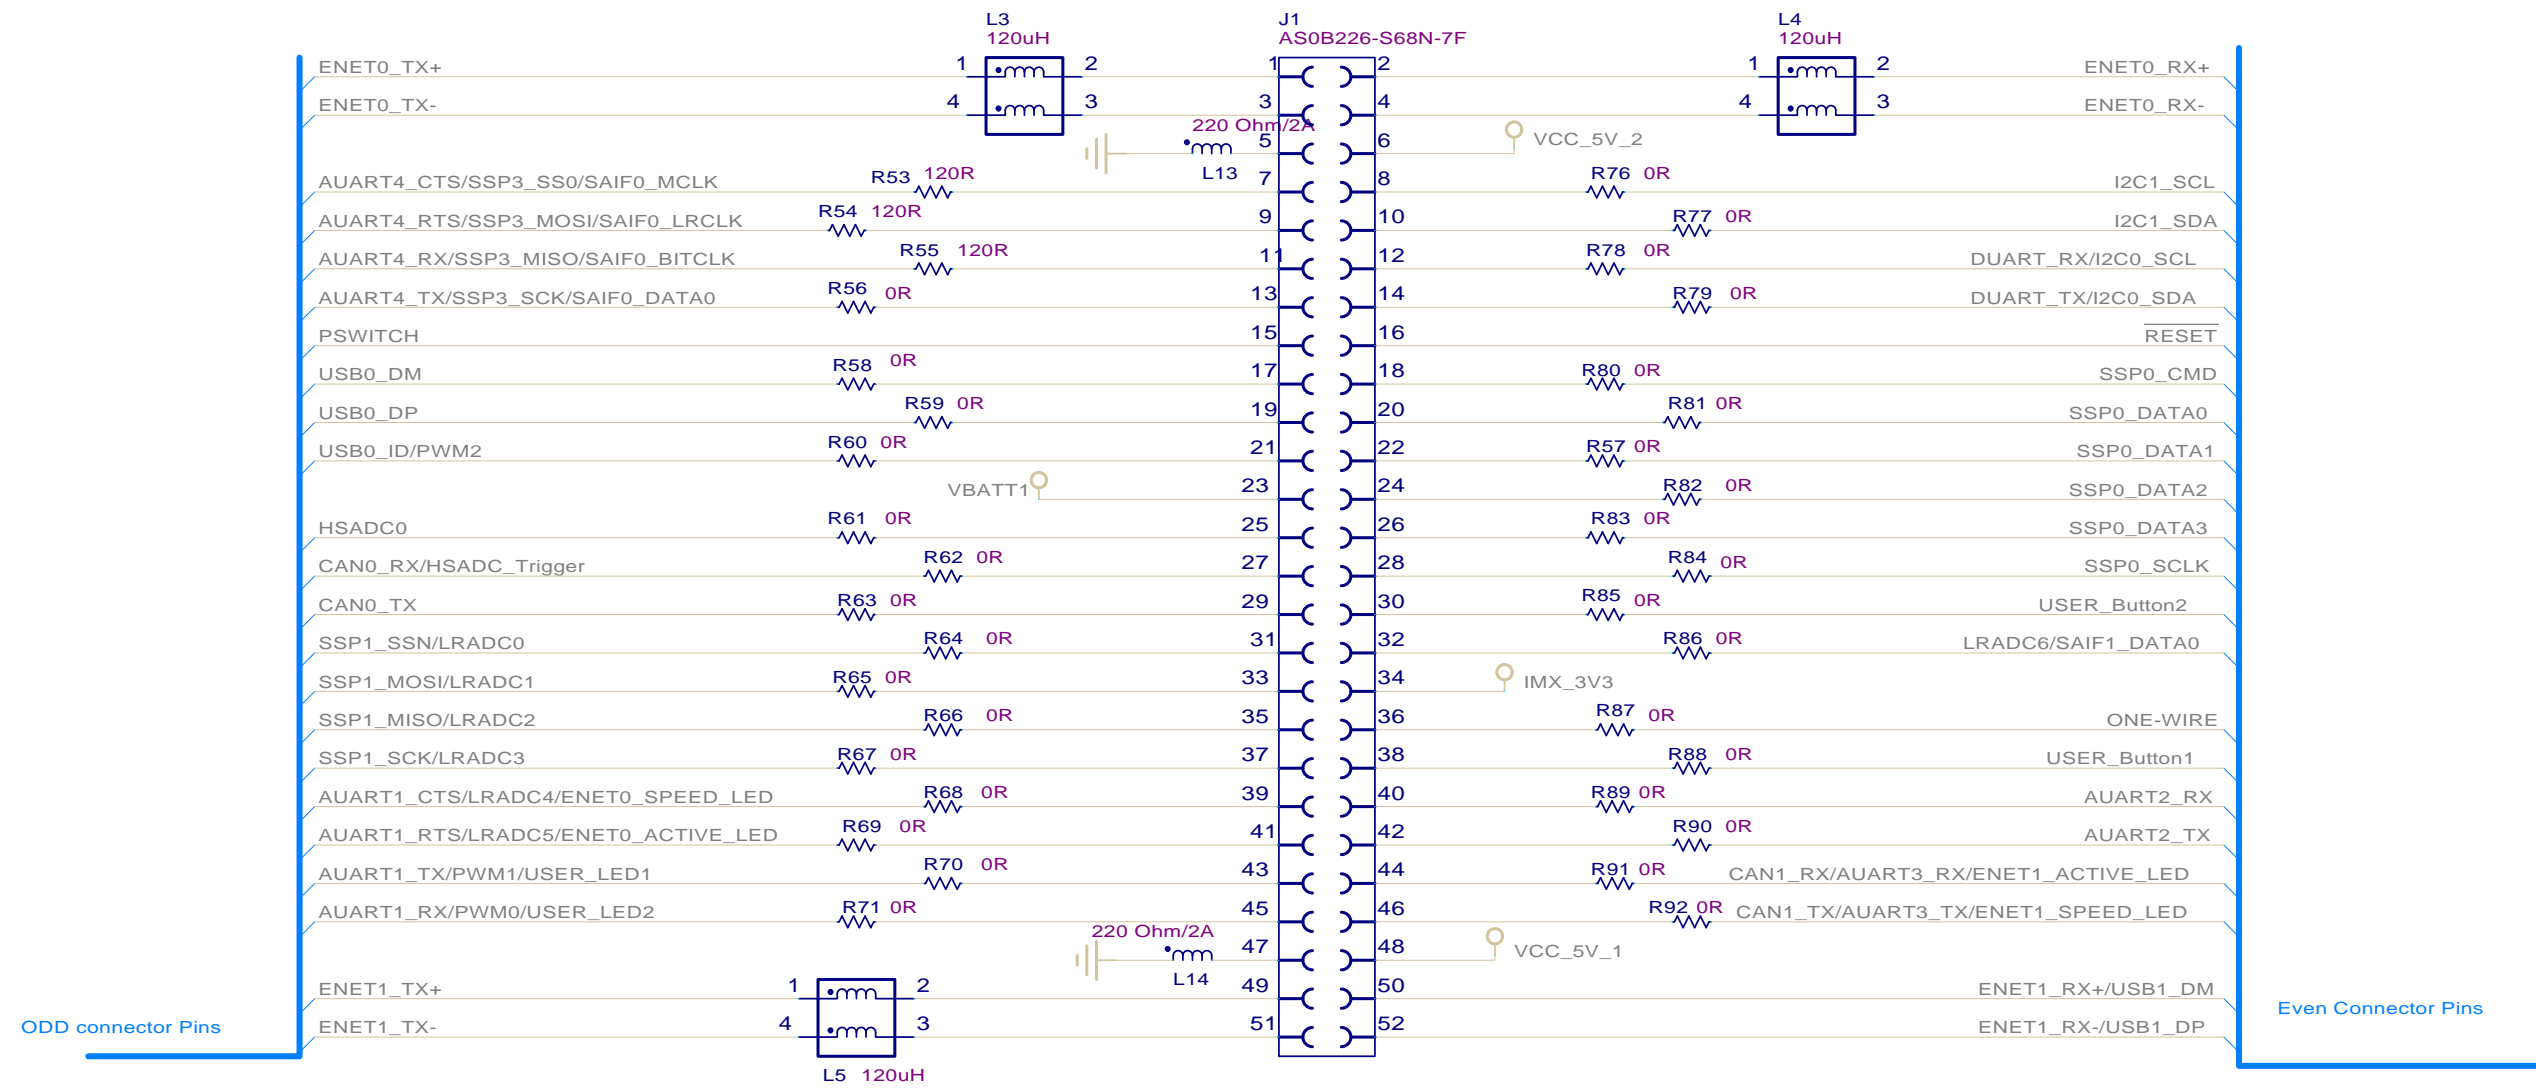 L3 J1 L4
120uH AS0B226-S68N-7F 120uH
ENET0_TX+ 1 2 1 2 1 2 ENET0_RX+
ENET0_TX- 4 3 3 4 4 3 ENET0_RX-
220 Ohm/2A 5 6 VCC_5V_2
L13
AUART4_CTS/SSP3_SS0/SAIF0_MCLK R53 120R 7 8 R76 0R I2C1_SCL
AUART4_RTS/SSP3_MOSI/SAIF0_LRCLK R54 120R 9 10 R77 0R I2C1_SDA
AUART4_RX/SSP3_MISO/SAIF0_BITCLK R55 120R 11 12 R78 0R DUART_RX/I2C0_SCL
AUART4_TX/SSP3_SCK/SAIF0_DATA0 R56 0R 13 14 R79 0R DUART_TX/I2C0_SDA
PSWITCH 15 16 RESET
USB0_DM R58 0R 17 18 R80 0R SSP0_CMD
USB0_DP R59 0R 19 20 R81 0R SSP0_DATA0
USB0_ID/PWM2 R60 0R 21 22 R57 0R SSP0_DATA1
VBATT1 23 24 R82 0R SSP0_DATA2
HSADC0 R61 0R 25 26 R83 0R SSP0_DATA3
CAN0_RX/HSADC_Trigger R62 0R 27 28 R84 0R SSP0_SCLK
CAN0_TX R63 0R 29 30 R85 0R USER_Button2
SSP1_SSN/LRADC0 R64 0R 31 32 R86 0R LRADC6/SAIF1_DATA0
SSP1_MOSI/LRADC1 R65 0R 33 34 IMX_3V3
SSP1_MISO/LRADC2 R66 0R 35 36 R87 0R ONE-WIRE
SSP1_SCK/LRADC3 R67 0R 37 38 R88 0R USER_Button1
AUART1_CTS/LRADC4/ENET0_SPEED_LED R68 0R 39 40 R89 0R AUART2_RX
AUART1_RTS/LRADC5/ENET0_ACTIVE_LED R69 0R 41 42 R90 0R AUART2_TX
AUART1_TX/PWM1/USER_LED1 R70 0R 43 44 R91 0R CAN1_RX/AUART3_RX/ENET1_ACTIVE_LED
AUART1_RX/PWM0/USER_LED2 R71 0R 45 46 R92 0R CAN1_TX/AUART3_TX/ENET1_SPEED_LED
220 Ohm/2A 47 48 VCC_5V_1
L14
ENET1_TX+ 1 2 49 50 ENET1_RX+/USB1_DM
ODD connector Pins ENET1_TX- 4 3 51 52 ENET1_RX-/USB1_DP Even Connector Pins
L5 120uH